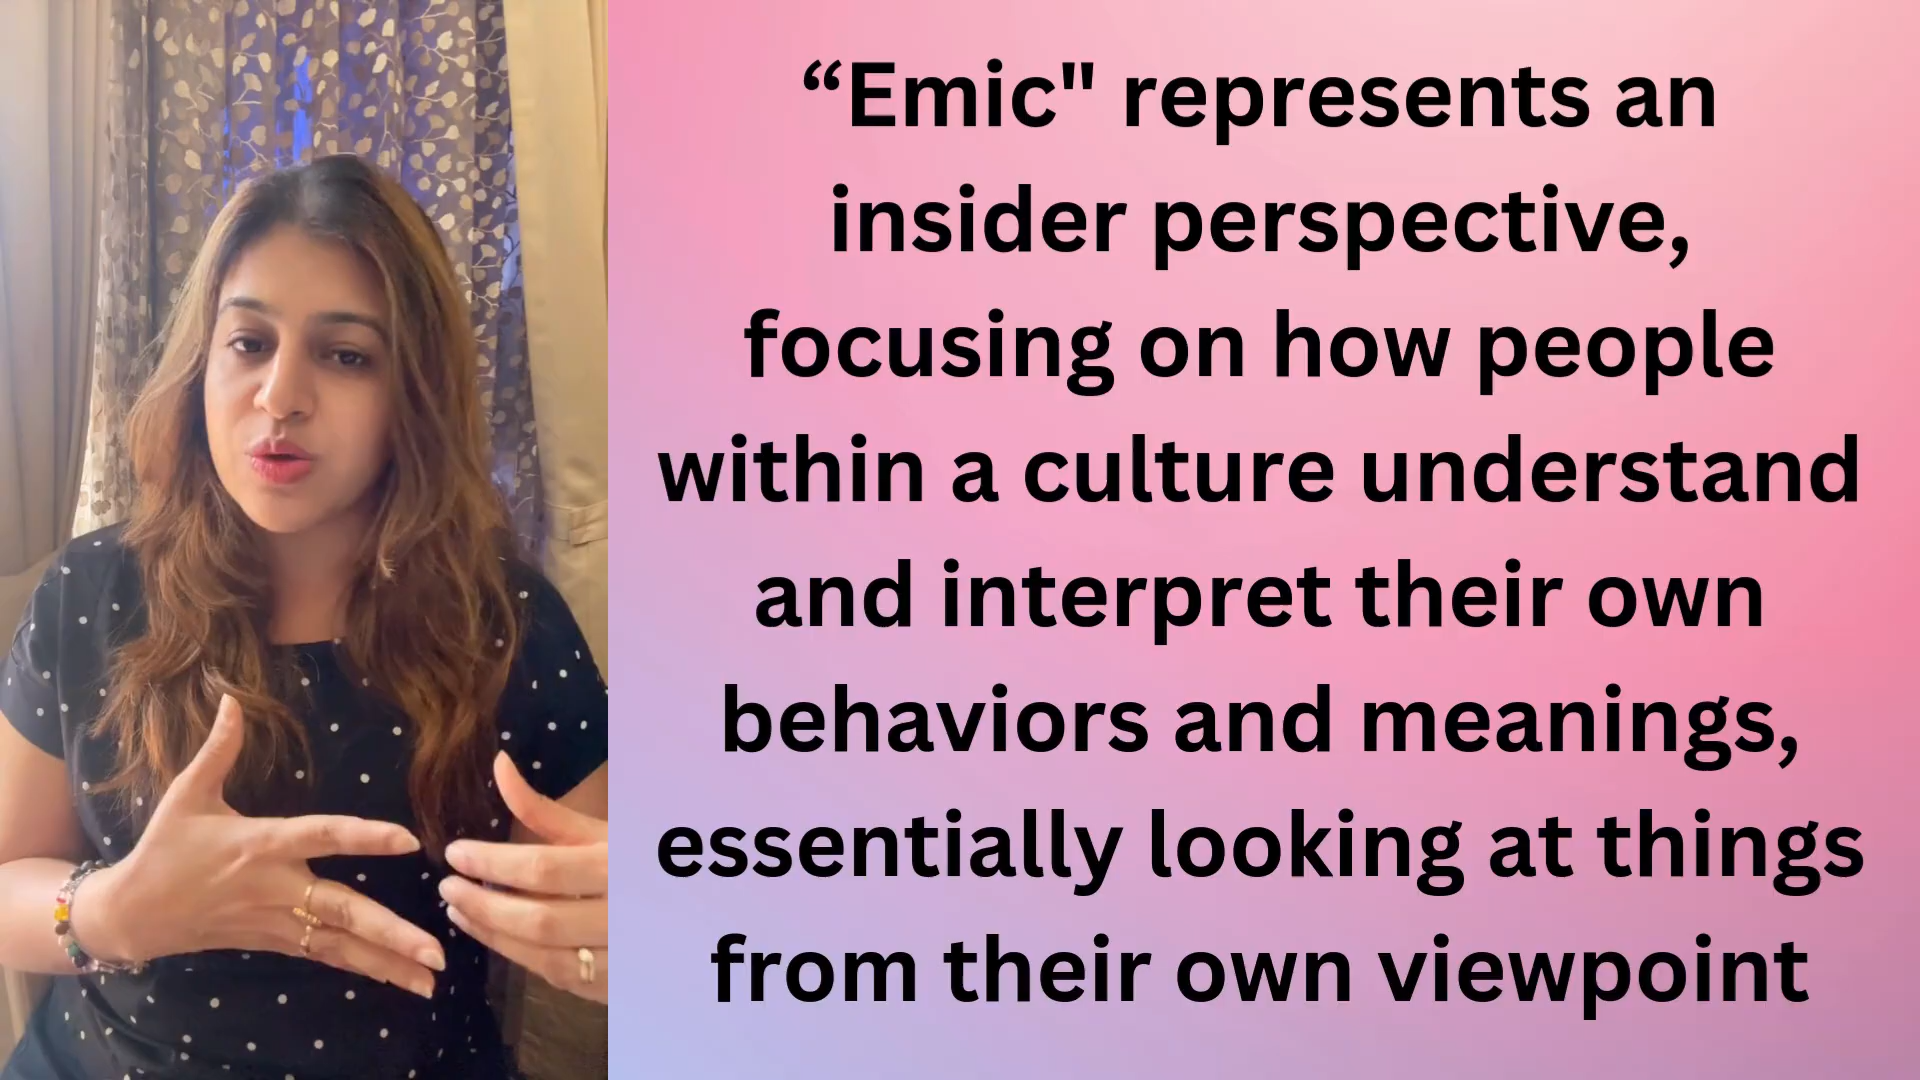 “Emic" represents an
insider perspective,
focusing on how people
within a culture understand
and interpret their own
behaviors and meanings,
essentially looking at things
from their own viewpoint